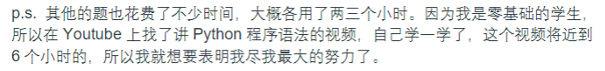 p.s. 其他的题也花费了不少时间，大概各用了两三个小时。因为我是零基础的学生，
所以在 Youtube 上找了讲 Python 程序语法的视频，自己学一学了，这个视频将近到
6 个小时的，所以我就想要表明我尽我最大的努力了。